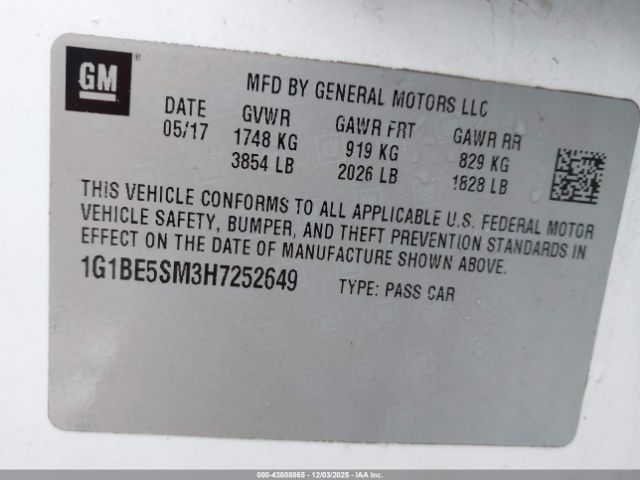 GM
MFD BY GENERAL MOTORS LLC
DATE GVWR GAWR FRT GAWR RR
05/17 1748 KG 919 KG 829 KG
3854 LB 2026 LB 1828 LB
THIS VEHICLE CONFORMS TO ALL APPLICABLE U.S. FEDERAL MOTOR
VEHICLE SAFETY, BUMPER, AND THEFT PREVENTION STANDARDS IN
EFFECT ON THE DATE OF MANUFACTURE SHOWN ABOVE.
1G1BE5SM3H7252649 TYPE: PASS CAR
000-43808865 - 12/03/2025 - IAA Inc.